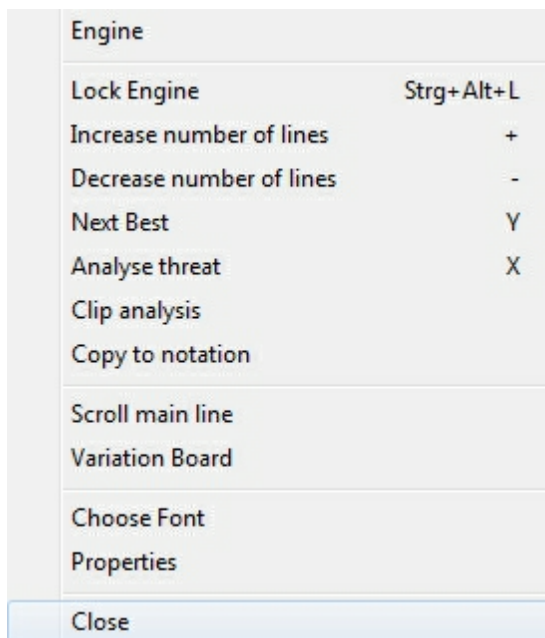 Engine
Lock Engine Strg+Alt+L
Increase number of lines +
Decrease number of lines -
Next Best Y
Analyse threat X
Clip analysis
Copy to notation
Scroll main line
Variation Board
Choose Font
Properties
Close